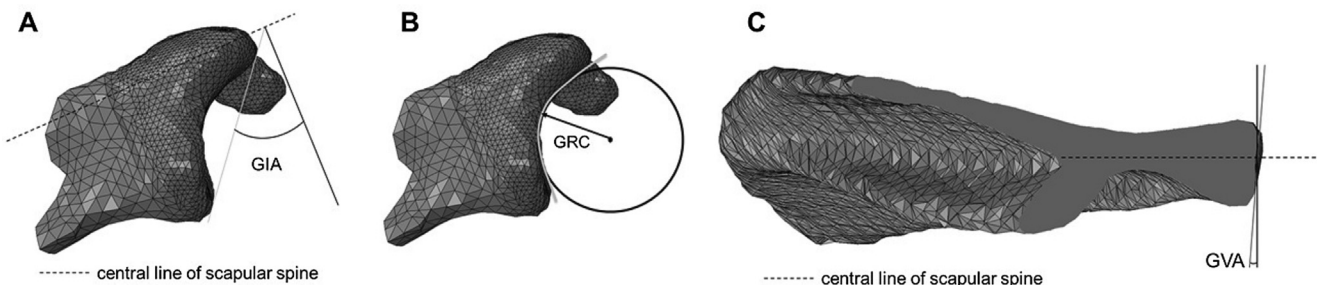 A
GIA
central line of scapular spine
B
GRC
C
GVA
central line of scapular spine